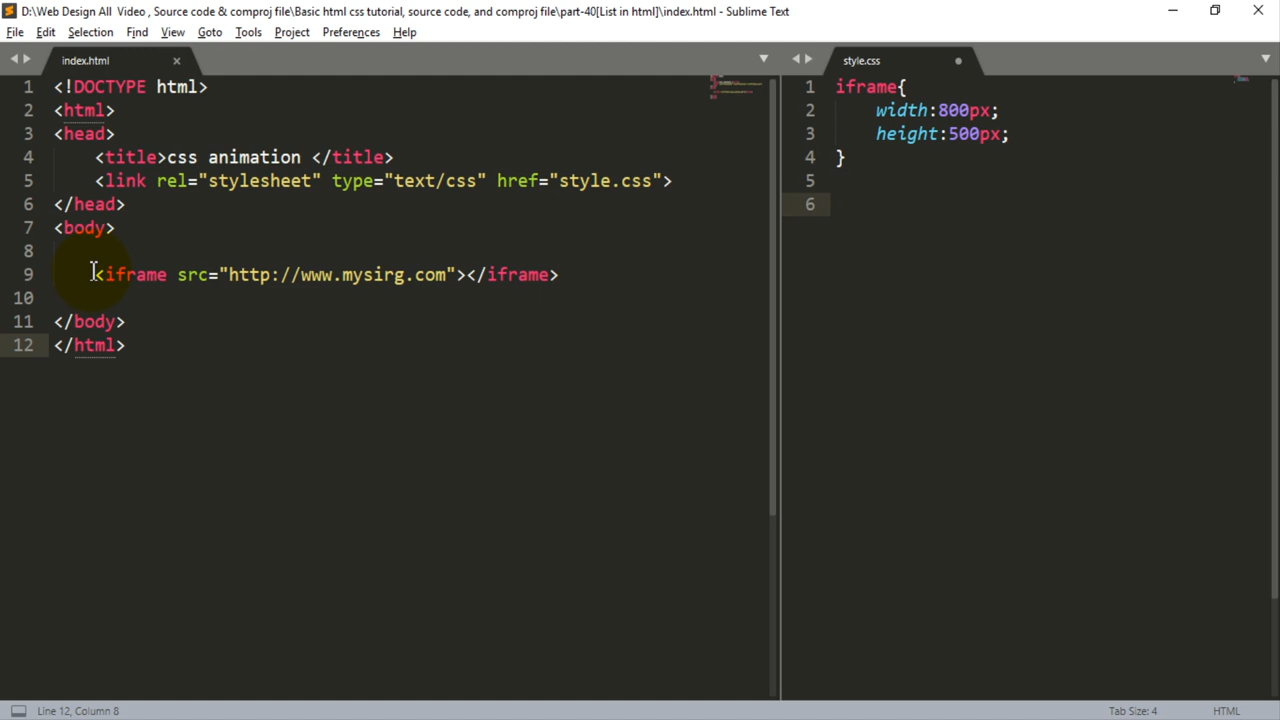 D:\Web Design All  Video , Source code & comproj file\Basic html css tutorial, source code, and comproj file\part-40[List in html]\index.html - Sublime Text
File Edit Selection Find View Goto Tools Project Preferences Help
index.html
1 <!DOCTYPE html>
2 <html>
3 <head>
4 <title>css animation </title>
5 <link rel="stylesheet" type="text/css" href="style.css">
6 </head>
7 <body>
8
9 <iframe src="http://www.mysirg.com"></iframe>
10
11 </body>
12 </html>
style.css
1 iframe{
2 width:800px;
3 height:500px;
4 }
5
6
Line 12, Column 8
Tab Size: 4
HTML